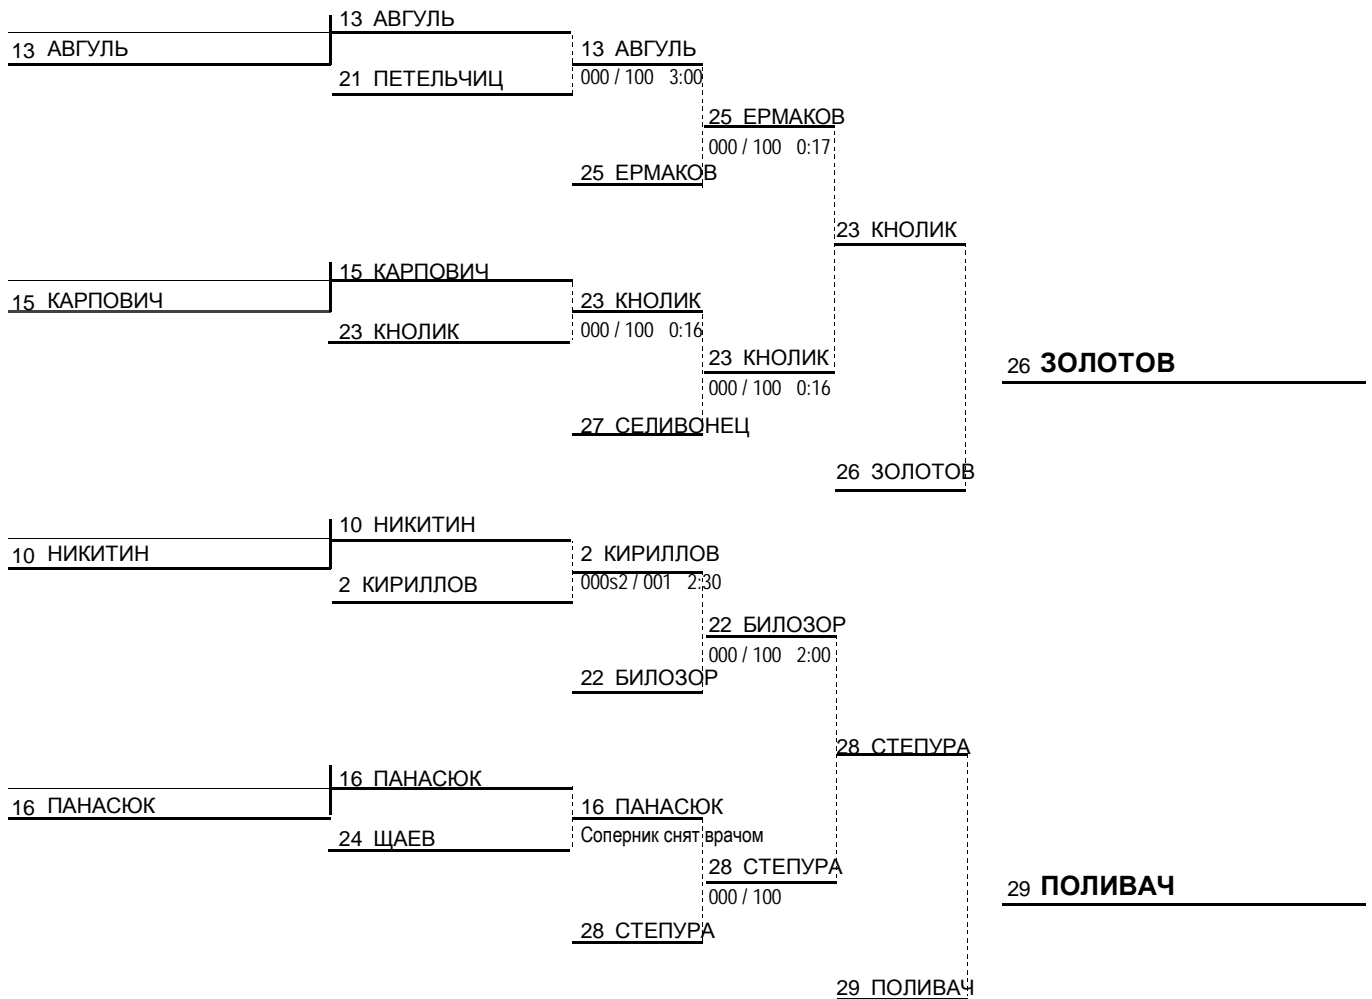 13 АВГУЛЬ
13 АВГУЛЬ
13 АВГУЛЬ
21 ПЕТЕЛЬЧИЦ
000 / 100 3:00
25 ЕРМАКОВ
000 / 100 0:17
25 ЕРМАКОВ
23 КНОЛИК
15 КАРПОВИЧ
15 КАРПОВИЧ
23 КНОЛИК
23 КНОЛИК
000 / 100 0:16
23 КНОЛИК
26 ЗОЛОТОВ
000 / 100 0:16
27 СЕЛИВОНЕЦ
26 ЗОЛОТОВ
10 НИКИТИН
10 НИКИТИН
2 КИРИЛЛОВ
2 КИРИЛЛОВ
000s2 / 001 2:30
22 БИЛОЗОР
000 / 100 2:00
22 БИЛОЗОР
28 СТЕПУРА
16 ПАНАСЮК
16 ПАНАСЮК
16 ПАНАСЮК
24 ЩАЕВ
Соперник снят врачом
28 СТЕПУРА
29 ПОЛИВАЧ
000 / 100
28 СТЕПУРА
29 ПОЛИВАЧ